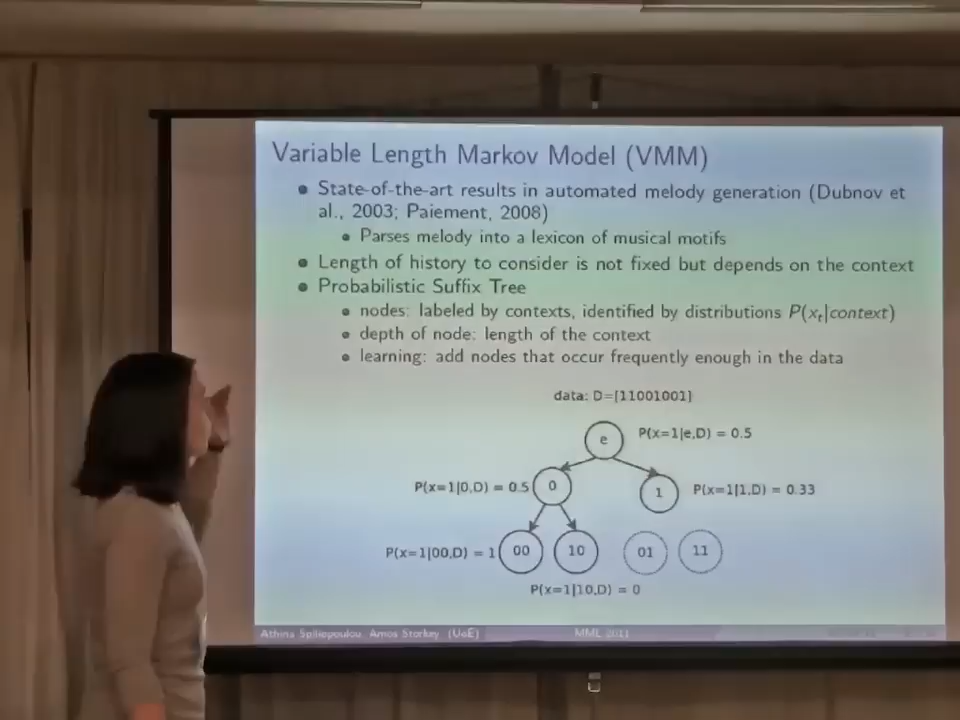 Variable Length Markov Model (VMM)
State-of-the-art results in automated melody generation (Dubnov et
al., 2003; Paiement, 2008)
Parses melody into a lexicon of musical motifs
Length of history to consider is not fixed but depends on the context
Probabilistic Suffix Tree
nodes: labeled by contexts, identified by distributions P(xₜ|context)
depth of node: length of the context
learning: add nodes that occur frequently enough in the data
data: D=[11001001]
e P(x=1|e,D) = 0.5
P(x=1|0,D) = 0.5 0 1 P(x=1|1,D) = 0.33
P(x=1|00,D) = 1 00 10 01 11
P(x=1|10,D) = 0
Athina Spiliopoulou, Amos Storkey (UoE) MML 2011